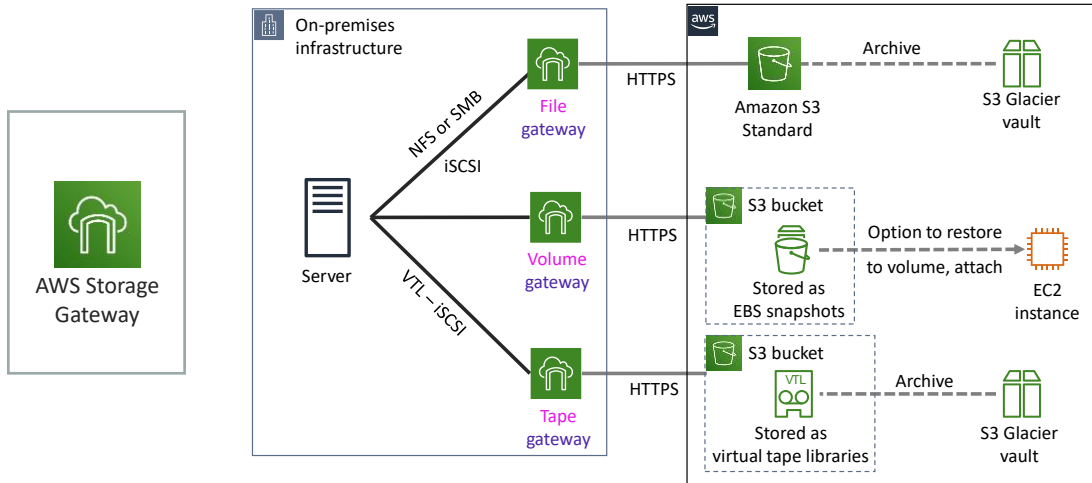 AWS Storage
Gateway
On-premises
infrastructure
Server
NFS or SMB
iSCSI
VTL – iSCSI
File
gateway
Volume
gateway
Tape
gateway
HTTPS
HTTPS
HTTPS
aws
Amazon S3
Standard
Archive
S3 Glacier
vault
S3 bucket
Stored as
EBS snapshots
Option to restore
to volume, attach
EC2
instance
S3 bucket
VTL
Stored as
virtual tape libraries
Archive
S3 Glacier
vault